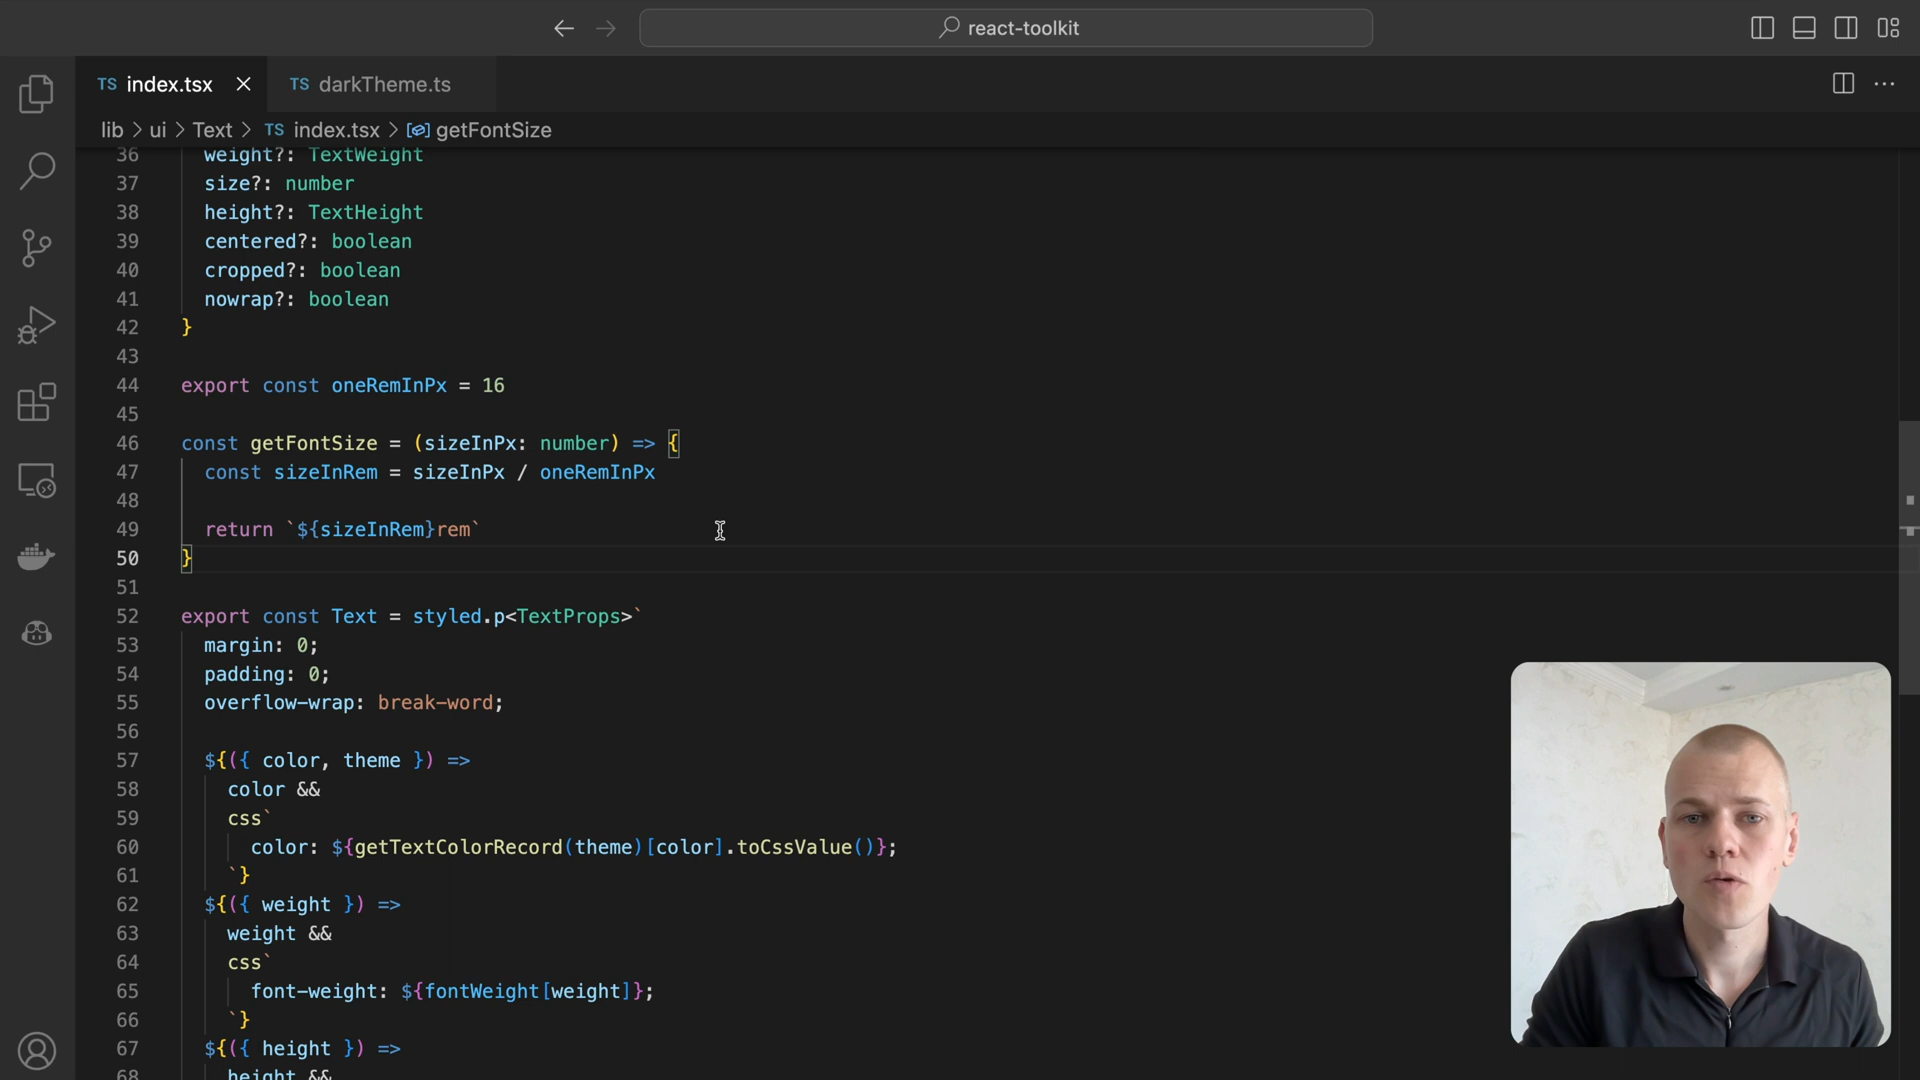 react-toolkit
TS index.tsx
TS darkTheme.ts
lib > ui > Text > TS index.tsx > getFontSize
36 weight?: TextWeight
37 size?: number
38 height?: TextHeight
39 centered?: boolean
40 cropped?: boolean
41 nowrap?: boolean
42 }
43
44 export const oneRemInPx = 16
45
46 const getFontSize = (sizeInPx: number) => {
47 const sizeInRem = sizeInPx / oneRemInPx
48
49 return `${sizeInRem}rem`
50 }
51
52 export const Text = styled.p<TextProps>`
53 margin: 0;
54 padding: 0;
55 overflow-wrap: break-word;
56
57 ${({ color, theme }) =>
58 color &&
59 css`
60 color: ${getTextColorRecord(theme)[color].toCssValue()};
61 `}
62 ${({ weight }) =>
63 weight &&
64 css`
65 font-weight: ${fontWeight[weight]};
66 `}
67 ${({ height }) =>
68 height &&